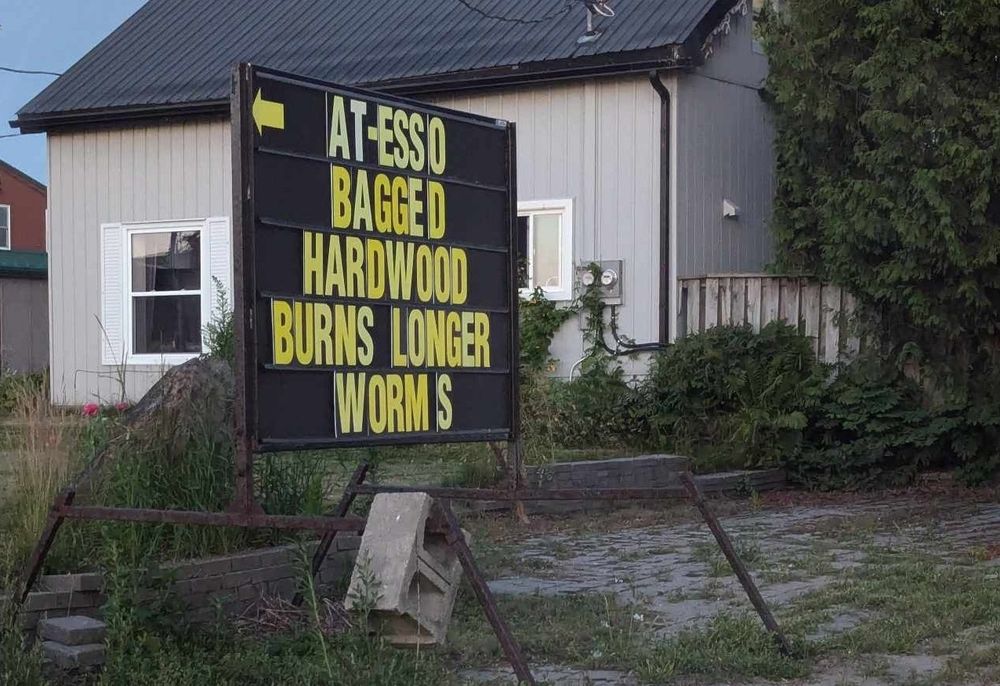 AT-ESSO
BAGGED
HARDWOOD
BURNS LONGER
WORMS